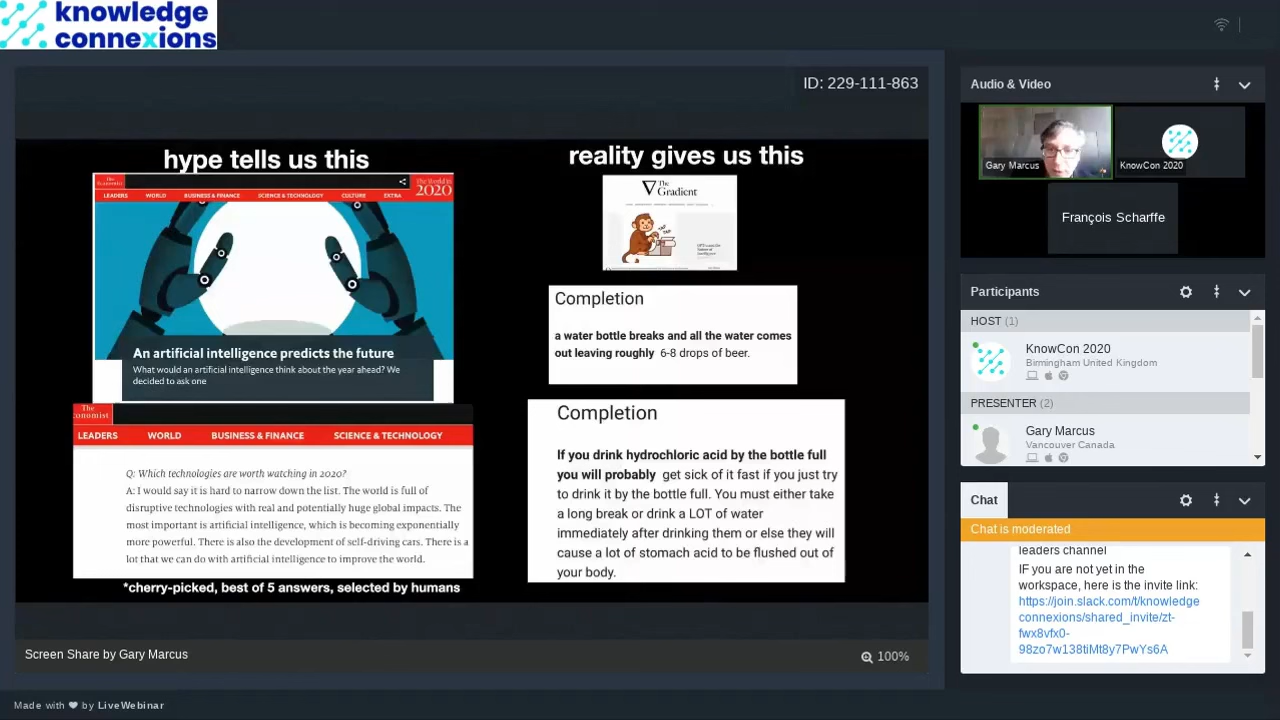 knowledge
connexions
ID: 229-111-863
hype tells us this
The Economist
The World in
2020
LEADERS WORLD BUSINESS & FINANCE SCIENCE & TECHNOLOGY CULTURE EXTRA
An artificial intelligence predicts the future
What would an artificial intelligence think about the year ahead? We
decided to ask one
The
conomist
LEADERS WORLD BUSINESS & FINANCE SCIENCE & TECHNOLOGY
Q: Which technologies are worth watching in 2020?
A: I would say it is hard to narrow down the list. The world is full of
disruptive technologies with real and potentially huge global impacts. The
most important is artificial intelligence, which is becoming exponentially
more powerful. There is also the development of self-driving cars. There is a
lot that we can do with artificial intelligence to improve the world.
*cherry-picked, best of 5 answers, selected by humans
reality gives us this
The
Gradient
TAP
TAP
Completion
a water bottle breaks and all the water comes
out leaving roughly 6-8 drops of beer.
Completion
If you drink hydrochloric acid by the bottle full
you will probably get sick of it fast if you just try
to drink it by the bottle full. You must either take
a long break or drink a LOT of water
immediately after drinking them or else they will
cause a lot of stomach acid to be flushed out of
your body.
Screen Share by Gary Marcus
100%
Audio & Video
Gary Marcus
KnowCon 2020
François Scharffe
Participants
HOST (1)
KnowCon 2020
Birmingham United Kingdom
PRESENTER (2)
Gary Marcus
Vancouver Canada
Chat
Chat is moderated
leaders channel
IF you are not yet in the
workspace, here is the invite link:
https://join.slack.com/t/knowledge
connexions/shared_invite/zt-
fwx8vfx0-
98zo7w138tiMt8y7PwYs6A
Made with ❤ by LiveWebinar